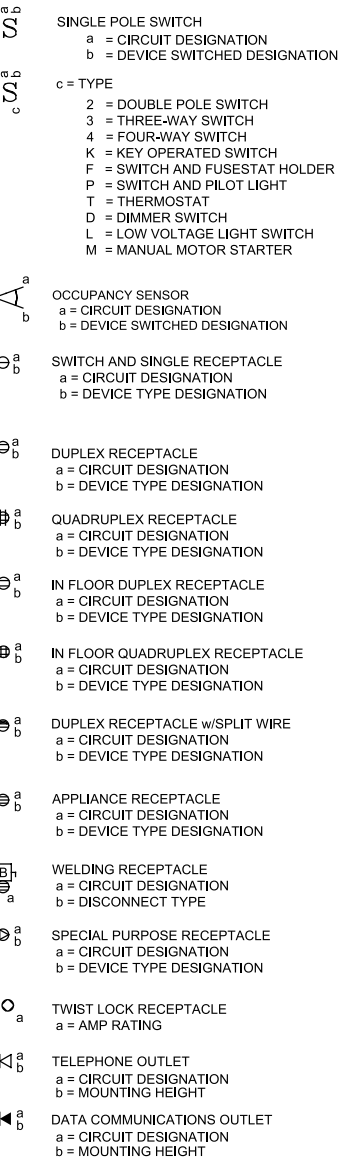 a b
S
SINGLE POLE SWITCH
a = CIRCUIT DESIGNATION
b = DEVICE SWITCHED DESIGNATION
a b
S
c
c = TYPE
2 = DOUBLE POLE SWITCH
3 = THREE-WAY SWITCH
4 = FOUR-WAY SWITCH
K = KEY OPERATED SWITCH
F = SWITCH AND FUSESTAT HOLDER
P = SWITCH AND PILOT LIGHT
T = THERMOSTAT
D = DIMMER SWITCH
L = LOW VOLTAGE LIGHT SWITCH
M = MANUAL MOTOR STARTER
a
b
OCCUPANCY SENSOR
a = CIRCUIT DESIGNATION
b = DEVICE SWITCHED DESIGNATION
a
b
SWITCH AND SINGLE RECEPTACLE
a = CIRCUIT DESIGNATION
b = DEVICE TYPE DESIGNATION
a
b
DUPLEX RECEPTACLE
a = CIRCUIT DESIGNATION
b = DEVICE TYPE DESIGNATION
a
b
QUADRUPLEX RECEPTACLE
a = CIRCUIT DESIGNATION
b = DEVICE TYPE DESIGNATION
a
b
IN FLOOR DUPLEX RECEPTACLE
a = CIRCUIT DESIGNATION
b = DEVICE TYPE DESIGNATION
a
b
IN FLOOR QUADRUPLEX RECEPTACLE
a = CIRCUIT DESIGNATION
b = DEVICE TYPE DESIGNATION
a
b
DUPLEX RECEPTACLE w/SPLIT WIRE
a = CIRCUIT DESIGNATION
b = DEVICE TYPE DESIGNATION
a
b
APPLIANCE RECEPTACLE
a = CIRCUIT DESIGNATION
b = DEVICE TYPE DESIGNATION
B
a
WELDING RECEPTACLE
a = CIRCUIT DESIGNATION
b = DISCONNECT TYPE
a
b
SPECIAL PURPOSE RECEPTACLE
a = CIRCUIT DESIGNATION
b = DEVICE TYPE DESIGNATION
a
TWIST LOCK RECEPTACLE
a = AMP RATING
a
b
TELEPHONE OUTLET
a = CIRCUIT DESIGNATION
b = MOUNTING HEIGHT
a
b
DATA COMMUNICATIONS OUTLET
a = CIRCUIT DESIGNATION
b = MOUNTING HEIGHT